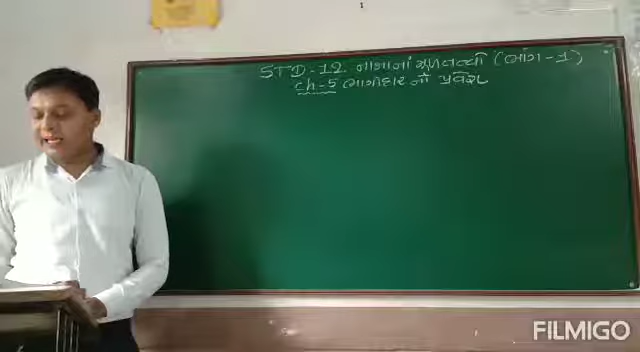 STD-12 નામાનાં મૂળતત્વો (ભાગ-1)
ch-5 ભાગીદાર નો પ્રવેશ
FILMIGO